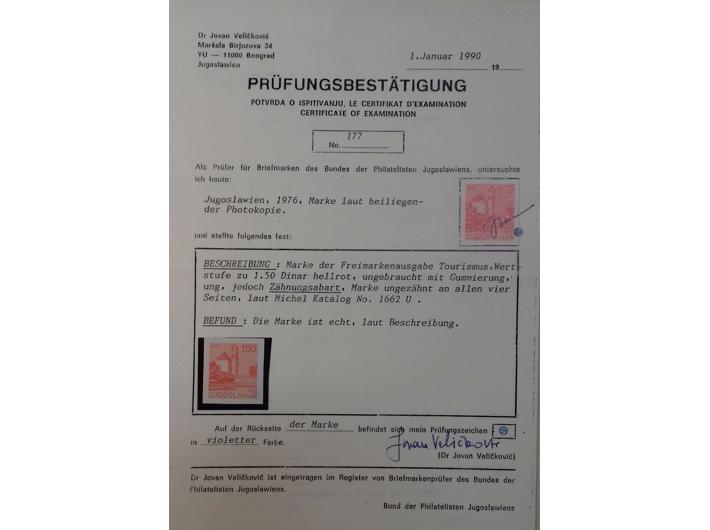 Dr Jovan Veličković
Maršala Birjuzova 34
YU — 11000 Beograd
Jugoslawien
1.Januar 1990
19
PRÜFUNGSBESTÄTIGUNG
POTVRDA O ISPITIVANJU, LE CERTIFIKAT D'EXAMINATION
CERTIFICATE OF EXAMINATION
No. 177
Als Prüfer für Briefmarken des Bundes der Philatelisten Jugoslawiens, untersuchte
ich heute:
Jugoslawien, 1976, Marke laut beiliegen-
der Photokopie.
JUGOSLAVIJA
und stellte folgendes fest:
BESCHREIBUNG : Marke der Freimarkenausgabe Tourismus,Wert-
stufe zu 1.50 Dinar hellrot, ungebraucht mit Gummierung,
ung, jedoch Zähnungsabart, Marke ungezähnt an allen vier
Seiten, laut Michel Katalog No. 1662 U .
BEFUND : Die Marke ist echt, laut Beschreibung.
150
JUGOSLAVIJA
Auf der Rückseite der Marke befindet sich mein Prüfungszeichen
in violetter Farbe.
Jovan Veličković
(Dr Jovan Veličković)
Dr Jovan Veličković ist eingetragen im Register von Briefmarkenprüfer des Bundes der
Philatelisten Jugoslawiens.
Bund der Philatelisten Jugoslawiens